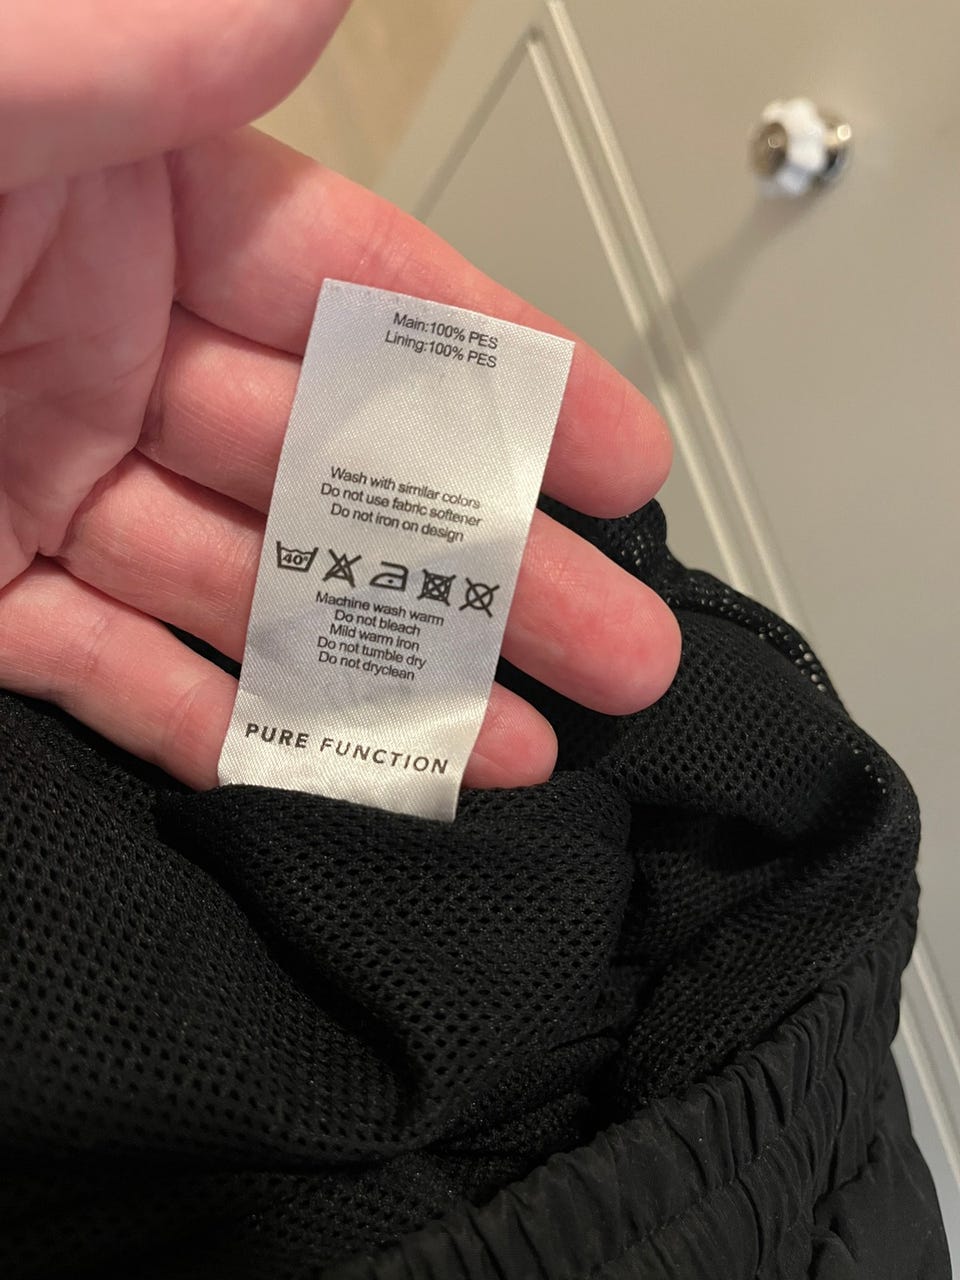 Main:100% PES
Lining:100% PES
Wash with similar colors
Do not use fabric softener
Do not iron on design
40°
Machine wash warm
Do not bleach
Mild warm iron
Do not tumble dry
Do not dryclean
PURE FUNCTION